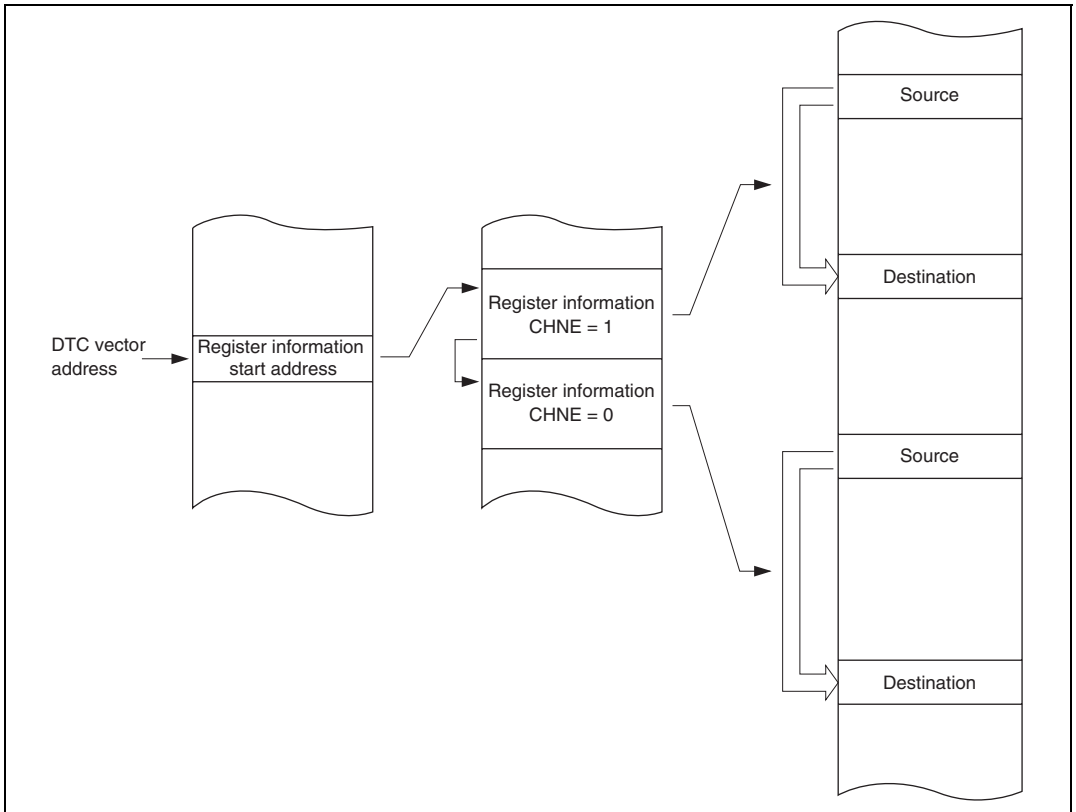 DTC vector
address
Register information
start address
Register information
CHNE = 1
Register information
CHNE = 0
Source
Destination
Source
Destination